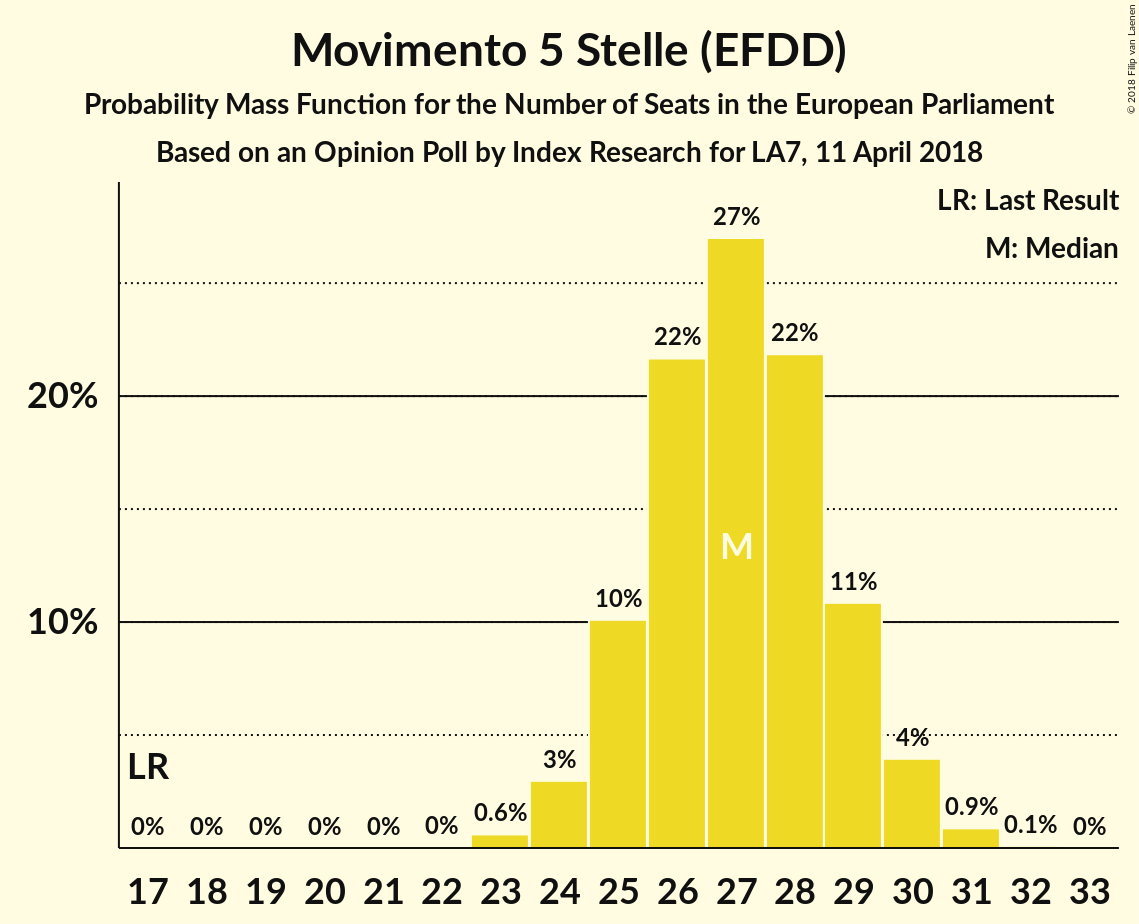 Movimento 5 Stelle (EFDD)
Probability Mass Function for the Number of Seats in the European Parliament
Based on an Opinion Poll by Index Research for LA7, 11 April 2018
© 2018 Filip van Laenen
LR: Last Result
M: Median
27%
22%
22%
20%
M
11%
10%
10%
4%
LR
3%
0.9%
0.6%
0%
0%
0%
0%
0%
0%
0.1%
0%
17 18 19 20 21 22 23 24 25 26 27 28 29 30 31 32 33